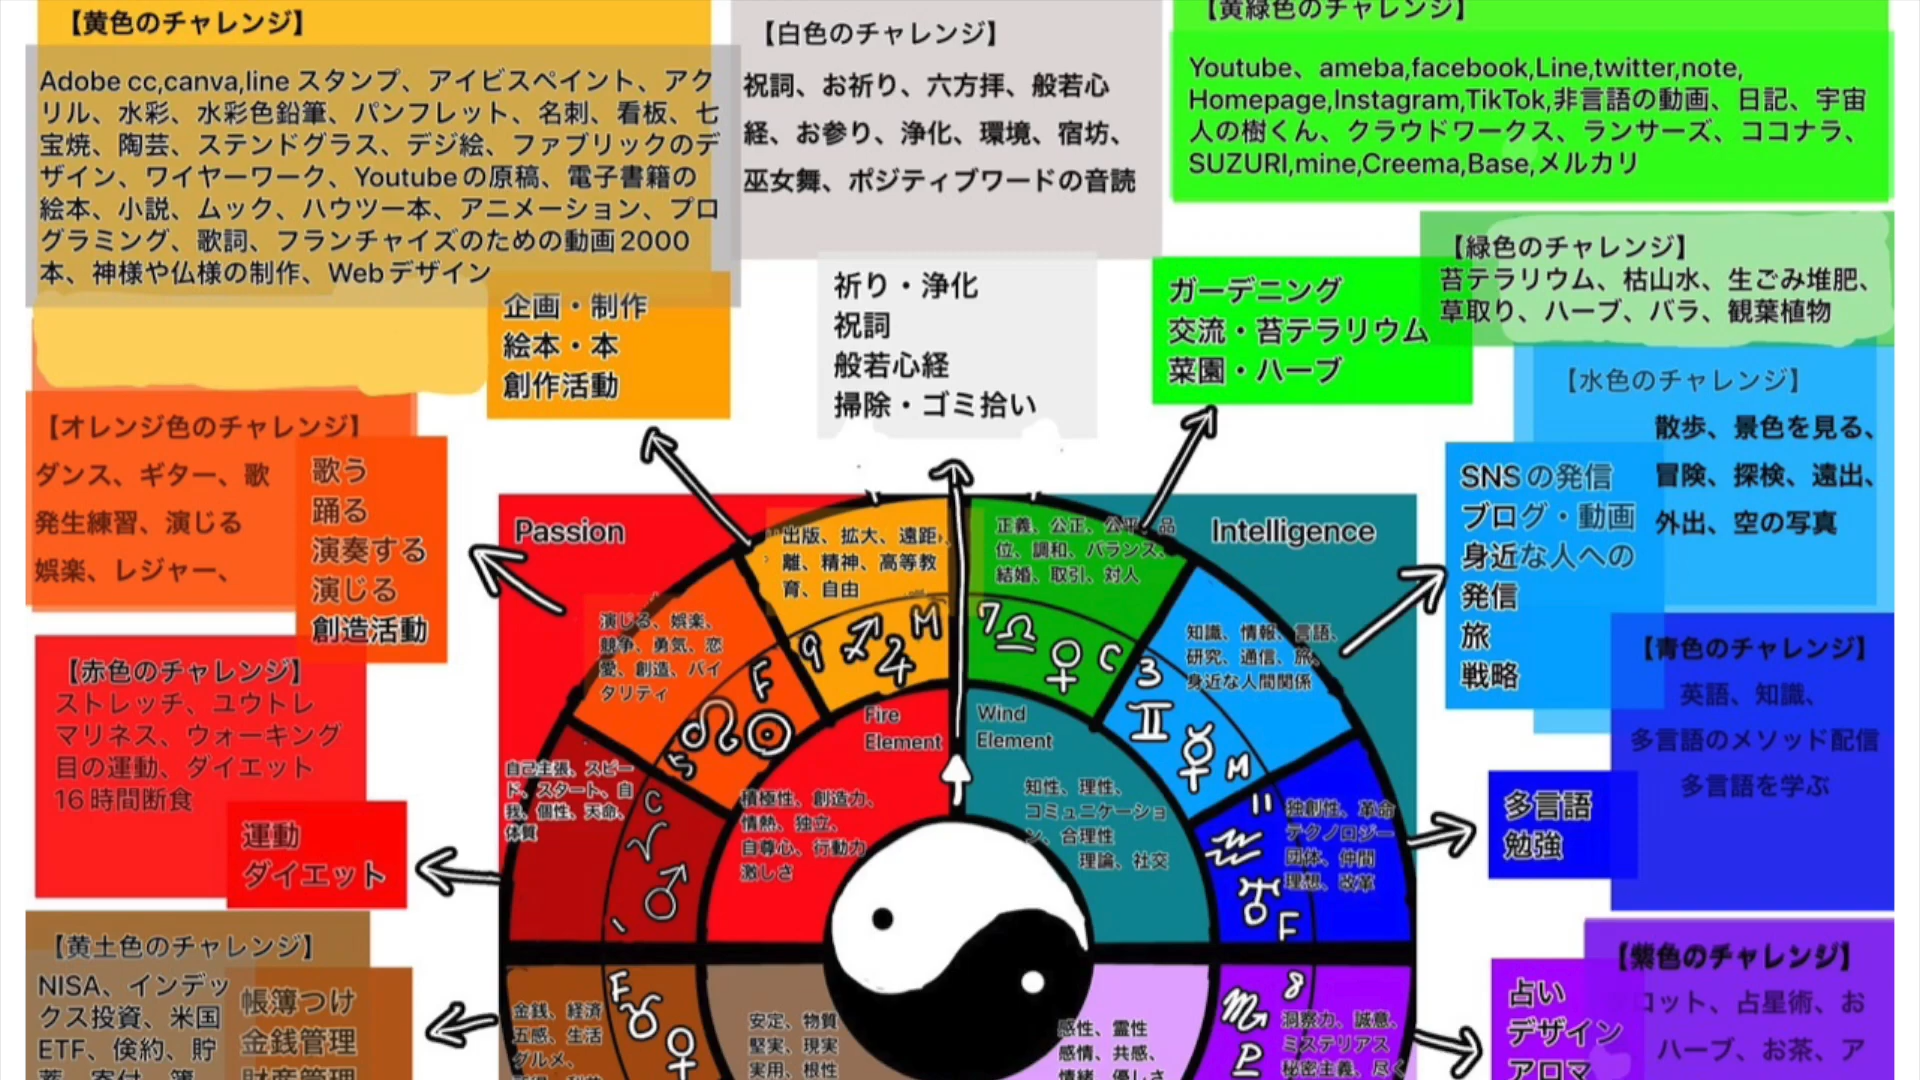 【黄色のチャレンジ】
Adobe cc,canva,line スタンプ、アイビスペイント、アク
リル、水彩、水彩色鉛筆、パンフレット、名刺、看板、七
宝焼、陶芸、ステンドグラス、デジ絵、ファブリックのデ
ザイン、ワイヤーワーク、Youtubeの原稿、電子書籍の
絵本、小説、ムック、ハウツー本、アニメーション、プロ
グラミング、歌詞、フランチャイズのための動画2000
本、神様や仏様の制作、Webデザイン
企画・制作
絵本・本
創作活動
【白色のチャレンジ】
祝詞、お祈り、六方拝、般若心
経、お参り、浄化、環境、宿坊、
巫女舞、ポジティブワードの音読
祈り・浄化
祝詞
般若心経
掃除・ゴミ拾い
【黄緑色のチャレンジ】
Youtube、ameba,facebook,Line,twitter,note,
Homepage,Instagram,TikTok,非言語の動画、日記、宇宙
人の樹くん、クラウドワークス、ランサーズ、ココナラ、
SUZURI,mine,Creema,Base,メルカリ
ガーデニング
交流・苔テラリウム
菜園・ハーブ
【緑色のチャレンジ】
苔テラリウム、枯山水、生ごみ堆肥、
草取り、ハーブ、バラ、観葉植物
【水色のチャレンジ】
散歩、景色を見る、
冒険、探検、遠出、
外出、空の写真
SNSの発信
ブログ・動画
身近な人への
発信
旅
戦略
【オレンジ色のチャレンジ】
ダンス、ギター、歌
発生練習、演じる
娯楽、レジャー、
歌う
踊る
演奏する
演じる
創造活動
【赤色のチャレンジ】
ストレッチ、ユウトレ
マリネス、ウォーキング
目の運動、ダイエット
16時間断食
運動
ダイエット
【青色のチャレンジ】
英語、知識、
多言語のメソッド配信
多言語を学ぶ
多言語
勉強
【黄土色のチャレンジ】
NISA、インデッ
クス投資、米国
ETF、倹約、貯
帳簿つけ
金銭管理
財産管理
【紫色のチャレンジ】
ロット、占星術、お
ハーブ、お茶、ア
占い
デザイン
アロマ
Passion
Intelligence
出版、拡大、遠距
離、精神、高等教
育、自由
9 ♐ ♃ M
正義、公正、公平、品
位、調和、バランス、
結婚、取引、対人
7 ♎ ♀ C
演じる、娯楽、
競争、勇気、恋
愛、創造、バイ
タリティ
5 ♌ ☉ F
知識、情報、言語、
研究、通信、旅、
身近な人間関係
3 ♊ ☿ M
自己主張、スピー
ド、スタート、自
我、個性、天命、
体質
1 ♈ ♂ C
独創性、革命
テクノロジー
団体、仲間
理想、改革
11 ♒ ♅ F
Fire
Element
積極性、創造力、
情熱、独立、
自尊心、行動力
激しさ
Wind
Element
知性、理性、
コミュニケーショ
ン、合理性
理論、社交
金銭、経済
五感、生活
グルメ、
F ♉ ♀
安定、物質
堅実、現実
実用、根性
感性、霊性
感情、共感、
情緒、優しさ
8 ♏ P
洞察力、誠意、
ミステリアス
秘密主義、尽く